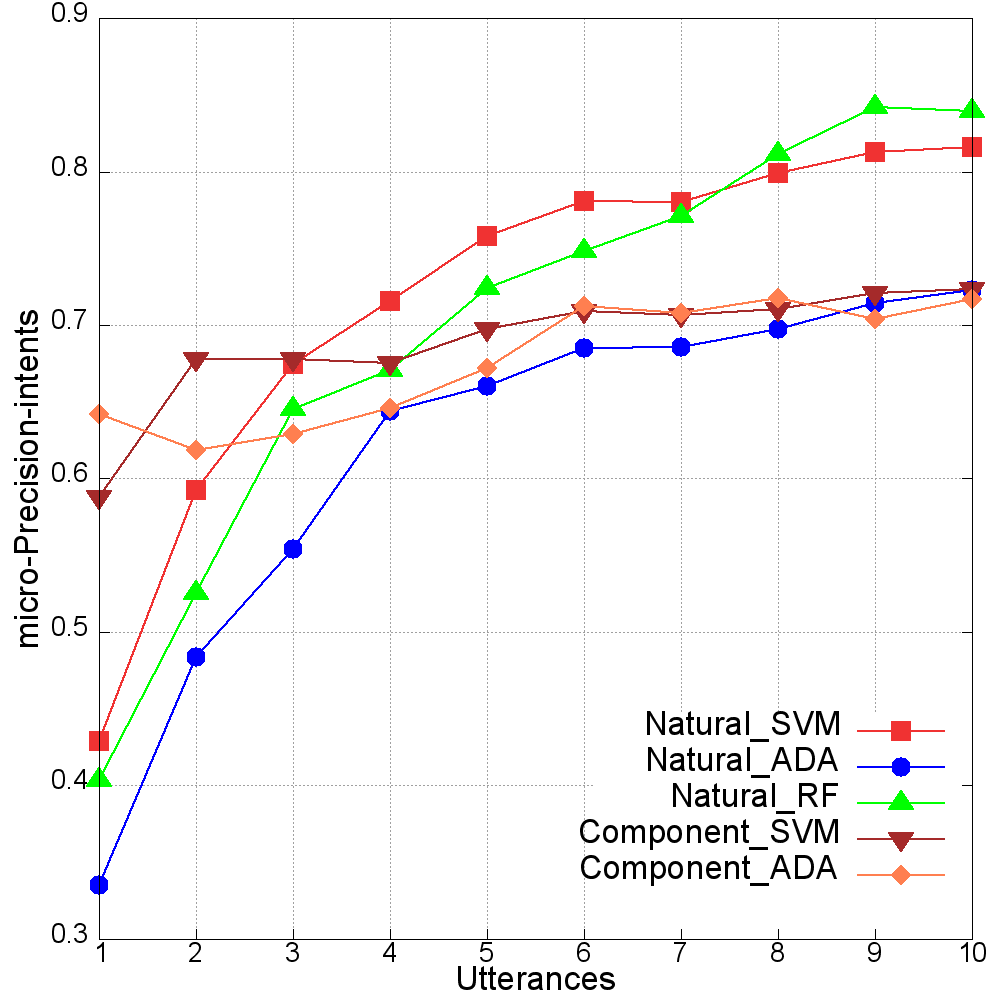 0.9
0.8
0.7
0.6
0.5
0.4
0.3
micro-Precision-intents
Natural_SVM
Natural_ADA
Natural_RF
Component_SVM
Component_ADA
1 2 3 4 5 6 7 8 9 10
Utterances